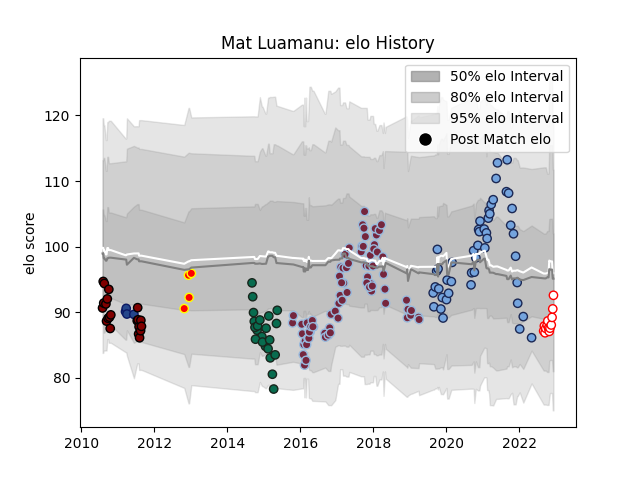 Mat Luamanu: elo History
50% elo Interval
80% elo Interval
95% elo Interval
Post Match elo
elo score
120
110
100
90
80
2010 2012 2014 2016 2018 2020 2022